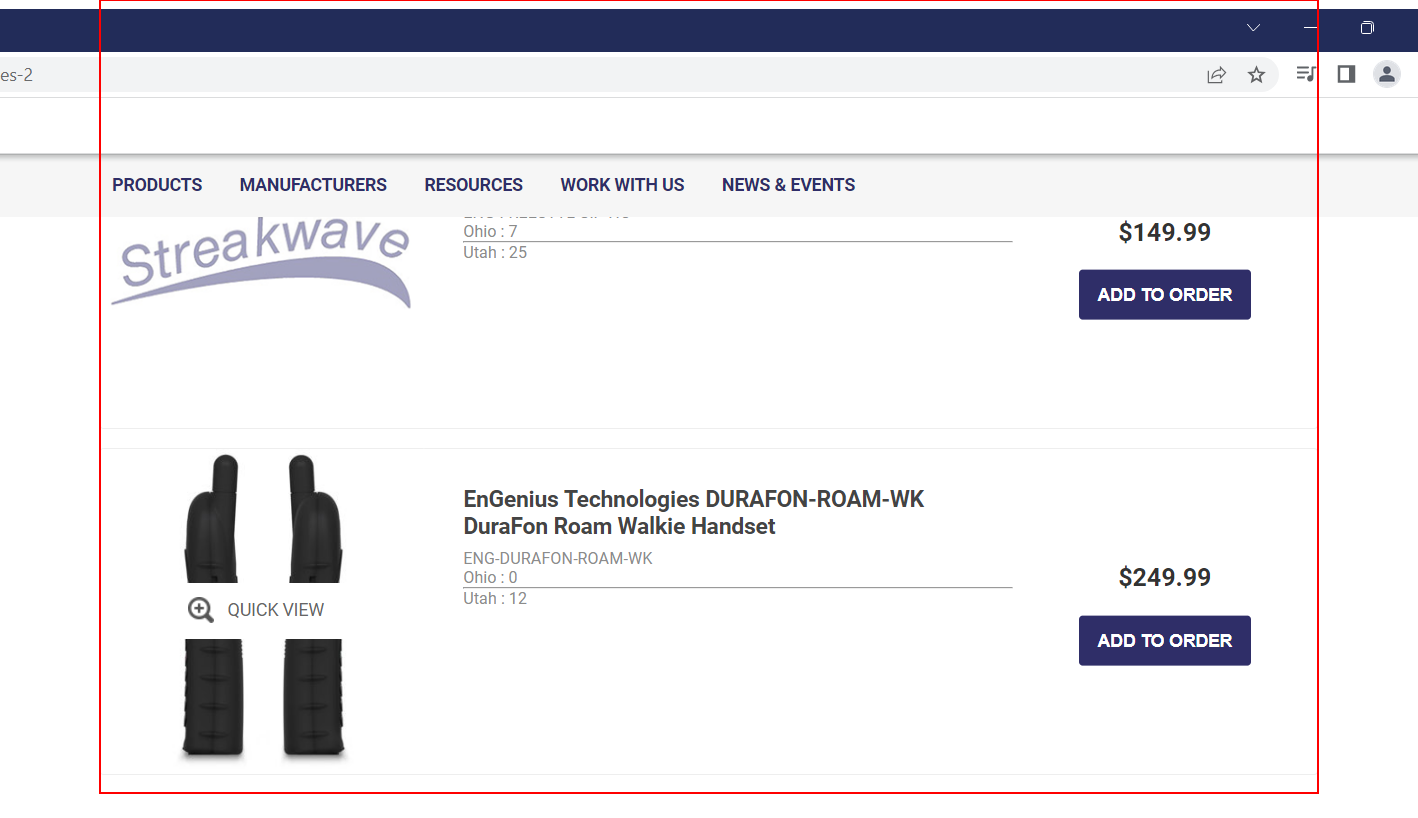 es-2
PRODUCTS MANUFACTURERS RESOURCES WORK WITH US NEWS & EVENTS
Streakwave
Ohio : 7
Utah : 25
$149.99
ADD TO ORDER
EnGenius Technologies DURAFON-ROAM-WK
DuraFon Roam Walkie Handset
ENG-DURAFON-ROAM-WK
Ohio : 0
Utah : 12
$249.99
ADD TO ORDER
QUICK VIEW